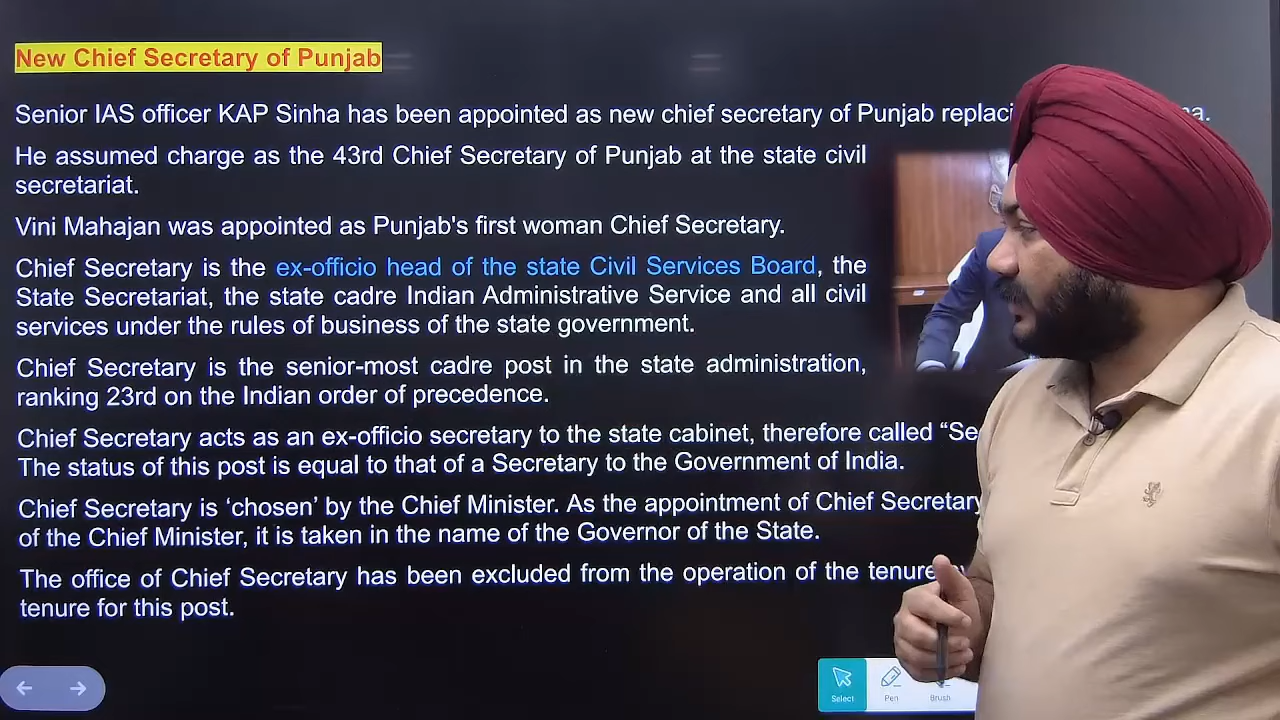 New Chief Secretary of Punjab
Senior IAS officer KAP Sinha has been appointed as new chief secretary of Punjab
He assumed charge as the 43rd Chief Secretary of Punjab at the state civil
secretariat.
Vini Mahajan was appointed as Punjab's first woman Chief Secretary.
Chief Secretary is the ex-officio head of the state Civil Services Board, the
State Secretariat, the state cadre Indian Administrative Service and all civil
services under the rules of business of the state government.
Chief Secretary is the senior-most cadre post in the state administration,
ranking 23rd on the Indian order of precedence.
Chief Secretary acts as an ex-officio secretary to the state cabinet, therefore called
The status of this post is equal to that of a Secretary to the Government of India.
Chief Secretary is ‘chosen’ by the Chief Minister. As the appointment of Chief Secretary
of the Chief Minister, it is taken in the name of the Governor of the State.
The office of Chief Secretary has been excluded from the operation of the tenure
tenure for this post.
Select
Pen
Brush